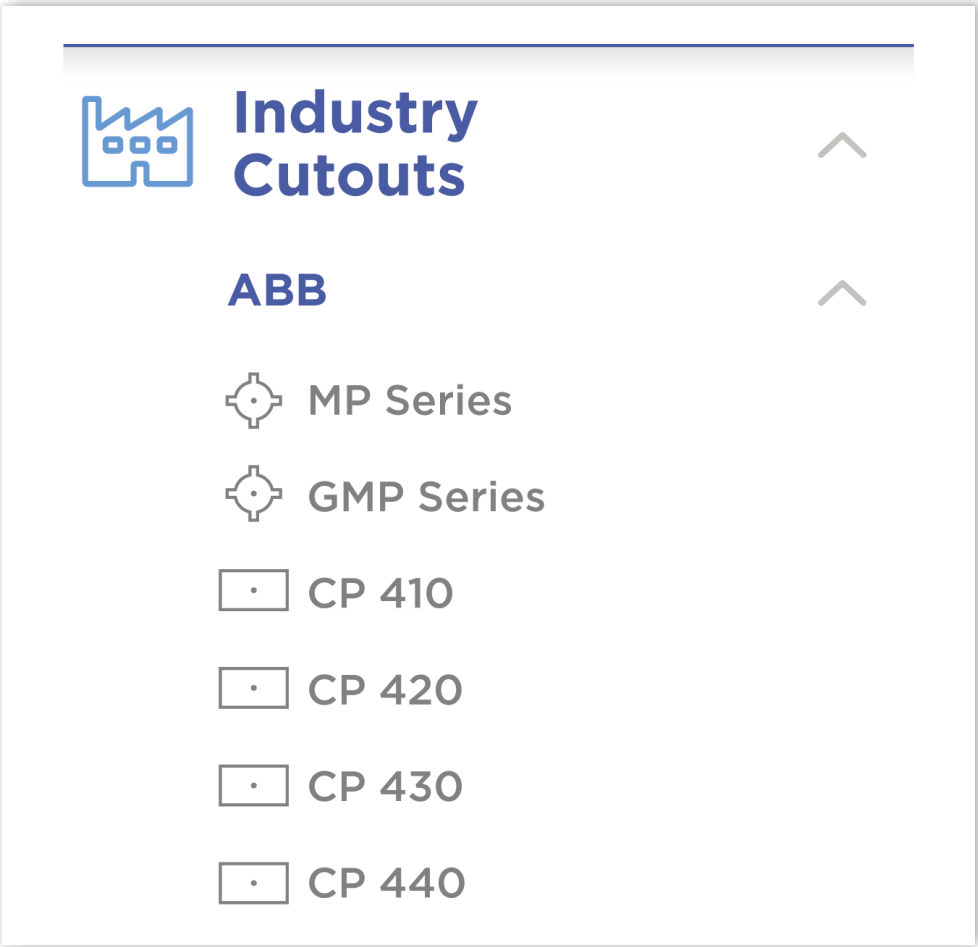 Industry
Cutouts
ABB
MP Series
GMP Series
CP 410
CP 420
CP 430
CP 440